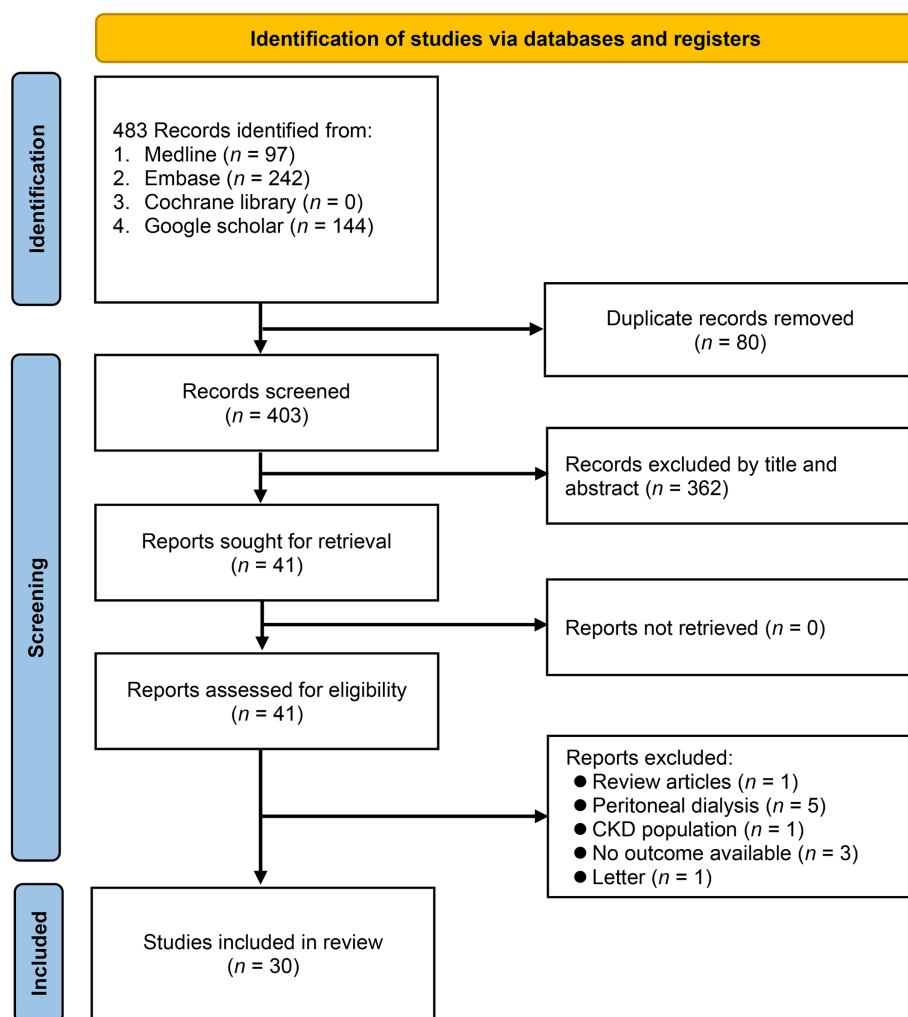 Identification of studies via databases and registers
Identification
483 Records identified from:
1. Medline (n = 97)
2. Embase (n = 242)
3. Cochrane library (n = 0)
4. Google scholar (n = 144)
Duplicate records removed
(n = 80)
Screening
Records screened
(n = 403)
Records excluded by title and
abstract (n = 362)
Reports sought for retrieval
(n = 41)
Reports not retrieved (n = 0)
Reports assessed for eligibility
(n = 41)
Reports excluded:
● Review articles (n = 1)
● Peritoneal dialysis (n = 5)
● CKD population (n = 1)
● No outcome available (n = 3)
● Letter (n = 1)
Included
Studies included in review
(n = 30)